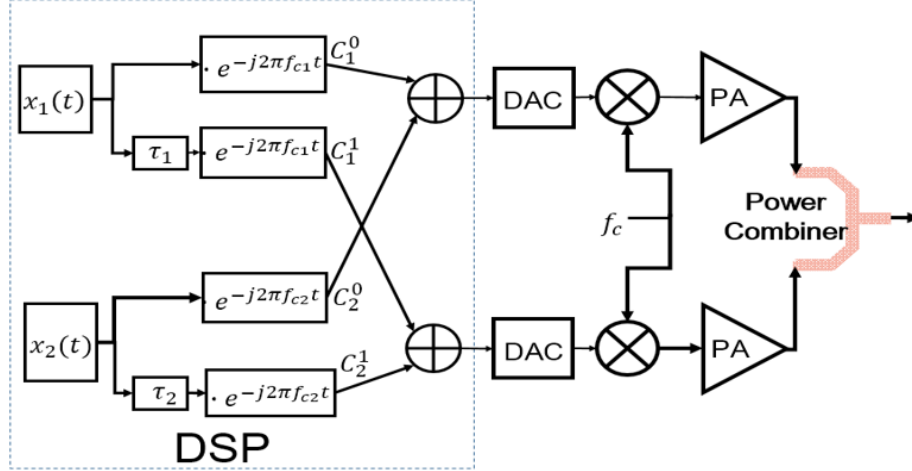 x₁(t)
. e^{-j2πf_{c1}t}
C₁⁰
τ₁
. e^{-j2πf_{c1}t}
C₁¹
DAC
PA
Power
Combiner
f_c
x₂(t)
. e^{-j2πf_{c2}t}
C₂⁰
τ₂
. e^{-j2πf_{c2}t}
C₂¹
DAC
PA
DSP